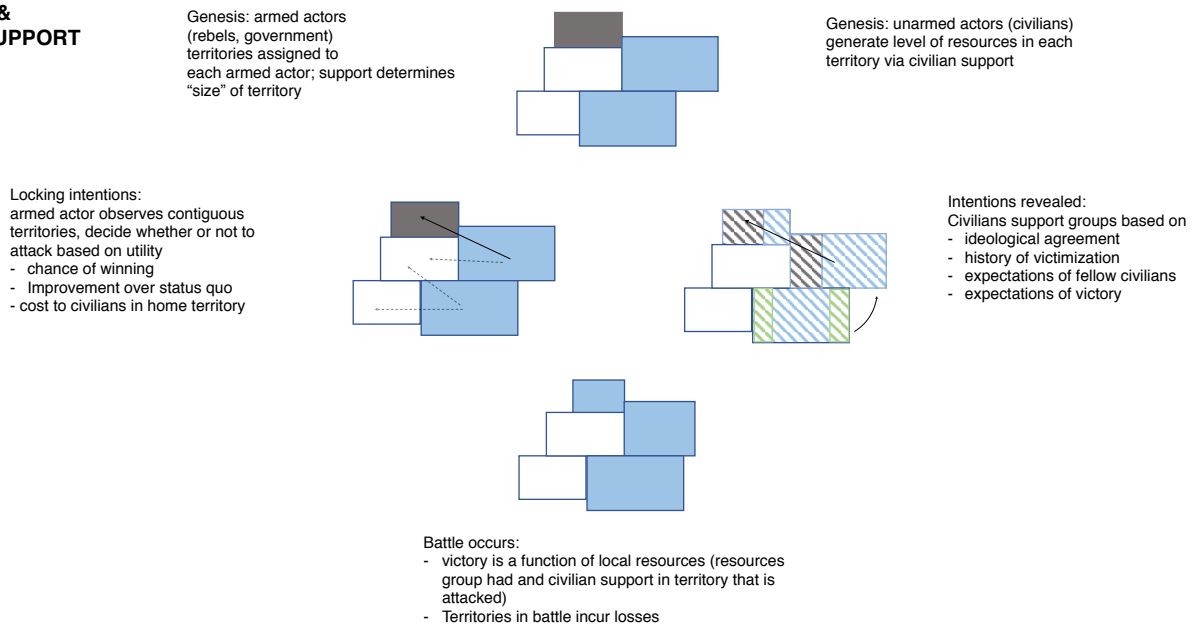 &
UPPORT
Genesis: armed actors
(rebels, government)
territories assigned to
each armed actor; support determines
“size” of territory
Genesis: unarmed actors (civilians)
generate level of resources in each
territory via civilian support
Locking intentions:
armed actor observes contiguous
territories, decide whether or not to
attack based on utility
- chance of winning
- Improvement over status quo
- cost to civilians in home territory
Intentions revealed:
Civilians support groups based on
- ideological agreement
- history of victimization
- expectations of fellow civilians
- expectations of victory
Battle occurs:
- victory is a function of local resources (resources
group had and civilian support in territory that is
attacked)
- Territories in battle incur losses